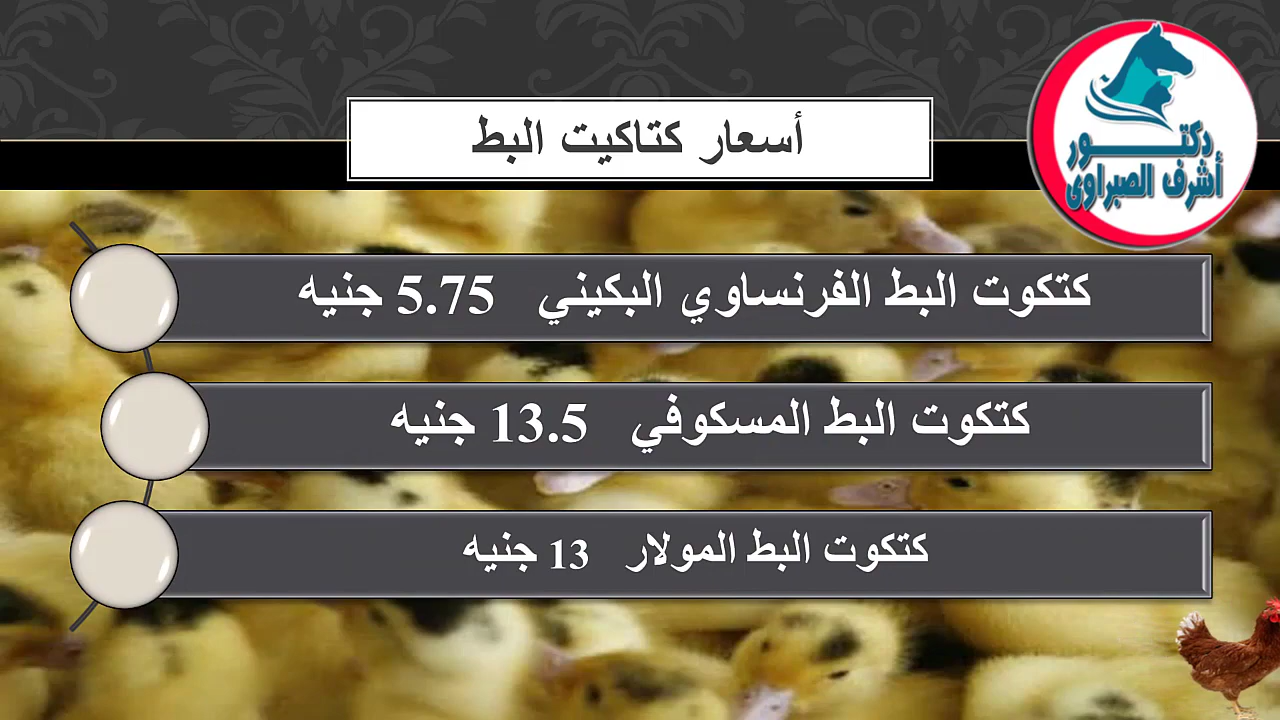 أسعار كتاكيت البط
دكتور
أشرف الصبراوى
كتكوت البط الفرنساوي البكيني 5.75 جنيه
كتكوت البط المسكوفي 13.5 جنيه
كتكوت البط المولار 13 جنيه